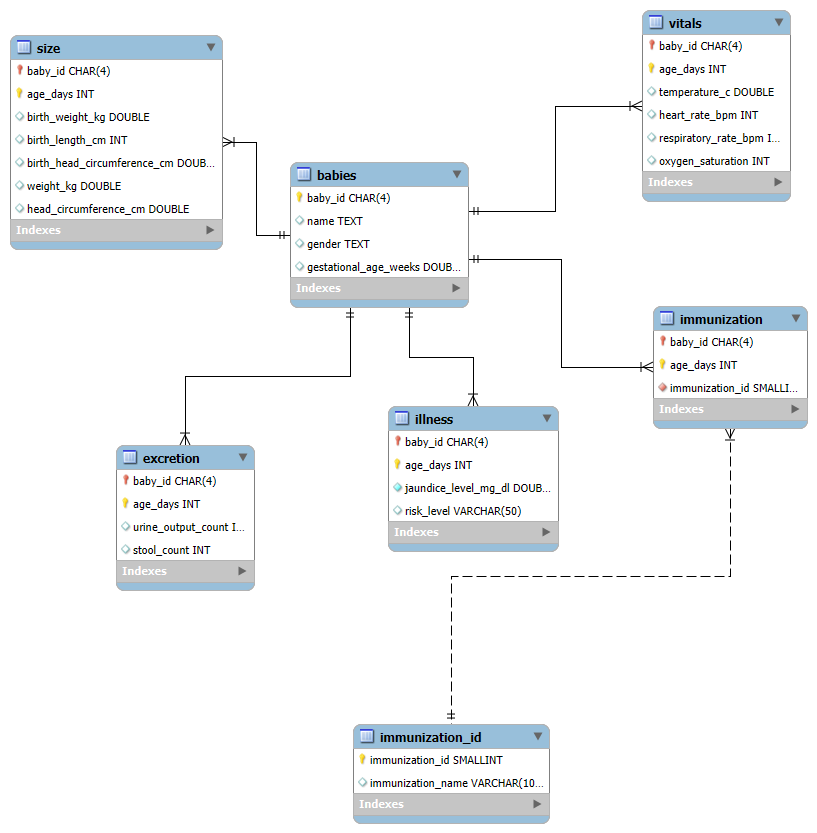 size
baby_id CHAR(4)
age_days INT
birth_weight_kg DOUBLE
birth_length_cm INT
birth_head_circumference_cm DOUB...
weight_kg DOUBLE
head_circumference_cm DOUBLE
Indexes
babies
baby_id CHAR(4)
name TEXT
gender TEXT
gestational_age_weeks DOUB...
Indexes
vitals
baby_id CHAR(4)
age_days INT
temperature_c DOUBLE
heart_rate_bpm INT
respiratory_rate_bpm I...
oxygen_saturation INT
Indexes
immunization
baby_id CHAR(4)
age_days INT
immunization_id SMALLI...
Indexes
excretion
baby_id CHAR(4)
age_days INT
urine_output_count I...
stool_count INT
Indexes
illness
baby_id CHAR(4)
age_days INT
jaundice_level_mg_dl DOUB...
risk_level VARCHAR(50)
Indexes
immunization_id
immunization_id SMALLINT
immunization_name VARCHAR(10...
Indexes